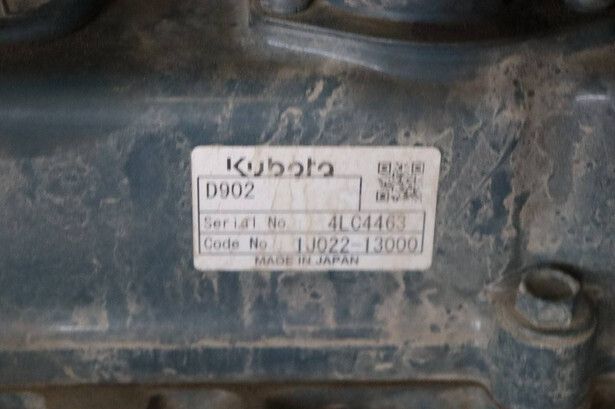 Kubota
D902
Serial No. 4LC4463
Code No. 1J022-13000
MADE IN JAPAN